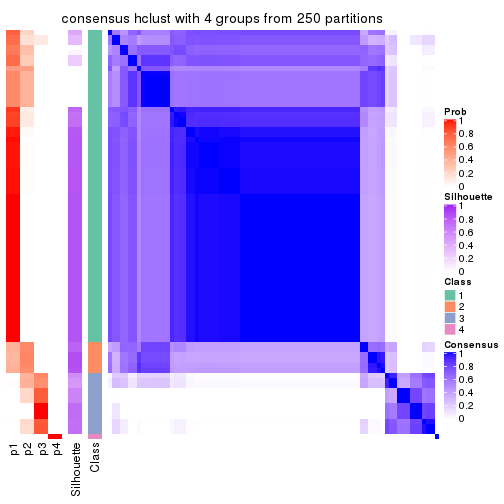 consensus hclust with 4 groups from 250 partitions
Prob
1
0.8
0.6
0.4
0.2
0
Silhouette
1
0.8
0.6
0.4
0.2
0
Class
1
2
3
4
Consensus
1
0.8
0.6
0.4
0.2
0
p1
p2
p3
p4
Silhouette
Class